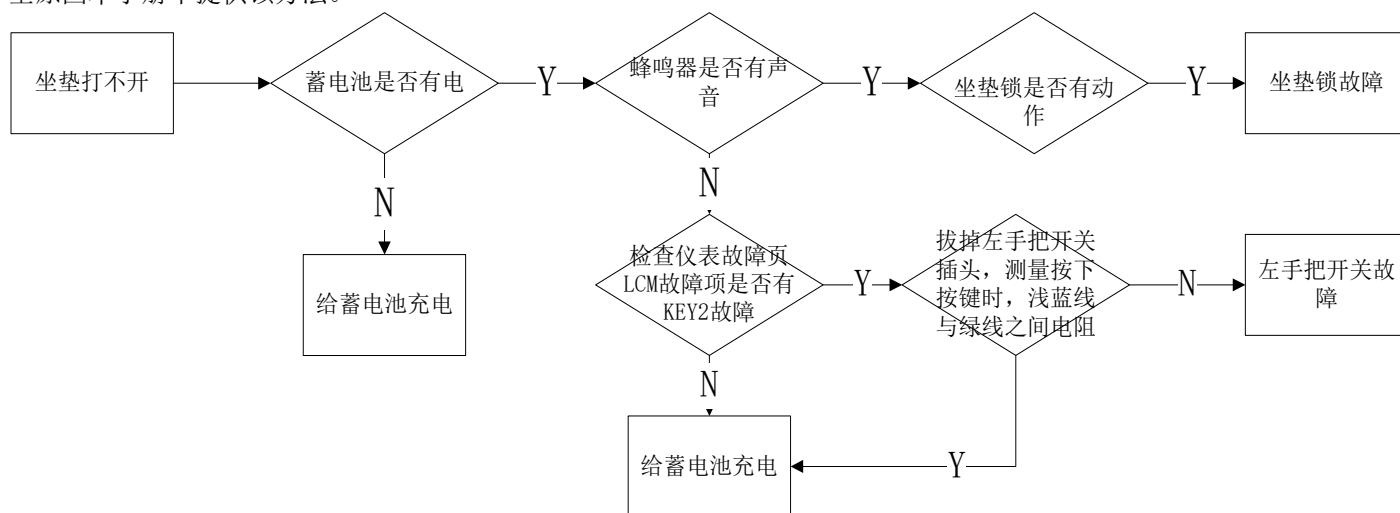 坐垫打不开
蓄电池是否有电
Y
蜂鸣器是否有声
音
Y
坐垫锁是否有动
作
Y
坐垫锁故障
N
N
给蓄电池充电
检查仪表故障页
LCM故障项是否有
KEY2故障
Y
拔掉左手把开关
插头，测量按下
按键时，浅蓝线
与绿线之间电阻
N
左手把开关故
障
N
给蓄电池充电
Y